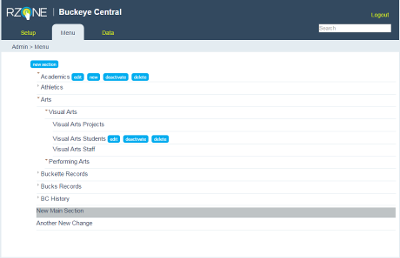 RZONE | Buckeye Central
Logout
Setup Menu Data
Search
Admin > Menu
new section
* Academics edit new deactivate delete
* Athletics
* Arts
* Visual Arts
Visual Arts Projects
Visual Arts Students edit deactivate delete
Visual Arts Staff
* Performing Arts
* Buckette Records
* Bucks Records
* BC History
New Main Section
Another New Change